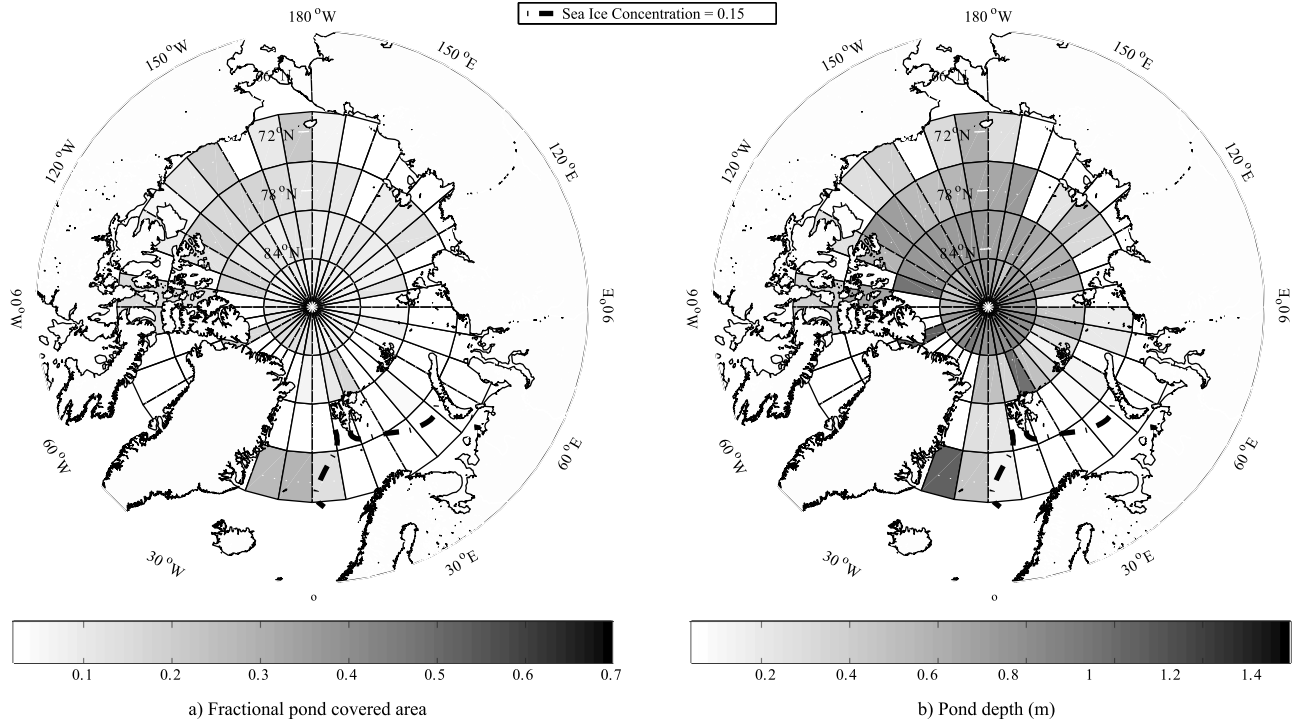 Sea Ice Concentration = 0.15
180 °W
180 °W
150 °W
150 °E
150 °W
150 °E
120 °W
120 °E
120 °W
120 °E
72°N
72°N
78°N
78°N
84°N
84°N
90°W
90°E
90°W
90°E
60 °W
60 °E
60 °W
60 °E
30 °W
30 °E
30 °W
30 °E
o
o
0.1 0.2 0.3 0.4 0.5 0.6 0.7
0.2 0.4 0.6 0.8 1 1.2 1.4
a) Fractional pond covered area
b) Pond depth (m)